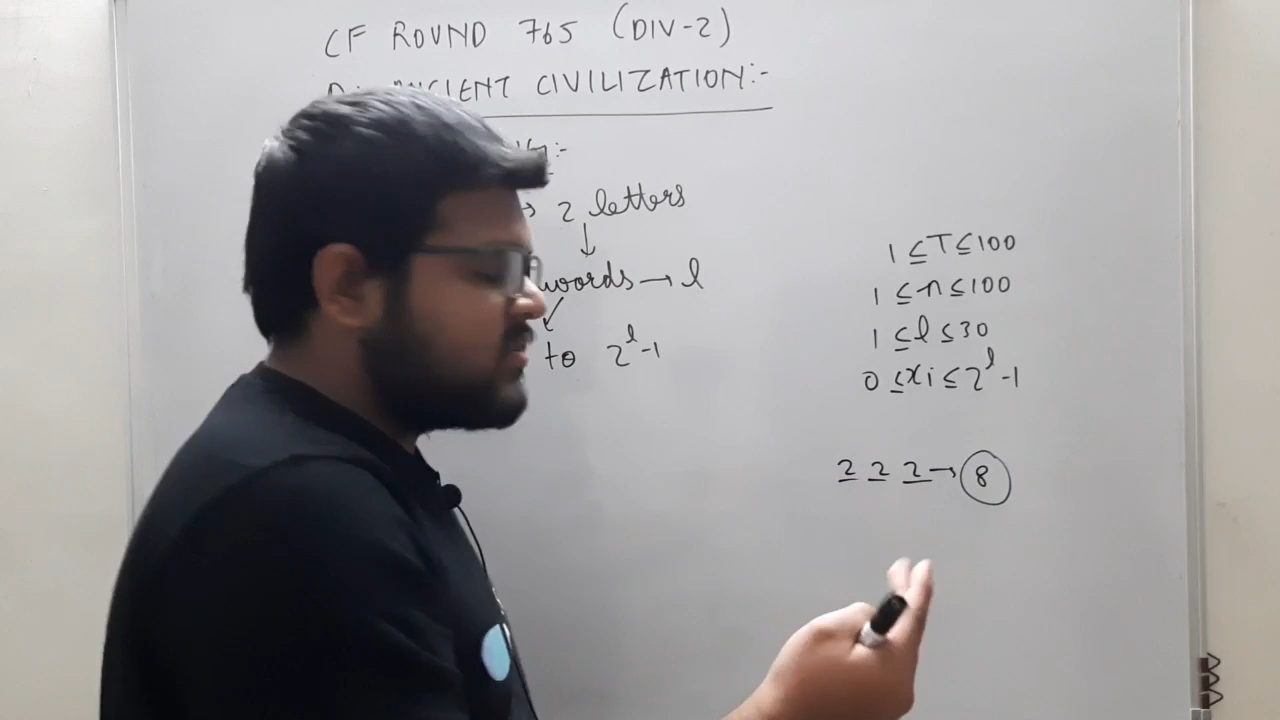 CF ROUND 765 (DIV-2)
CIVILIZATION:-
→ 2 letters
↓
words → l
to 2^l-1
1 ≤ T ≤ 100
1 ≤ n ≤ 100
1 ≤ l ≤ 30
0 ≤ xi ≤ 2^l-1
2 2 2 → 8